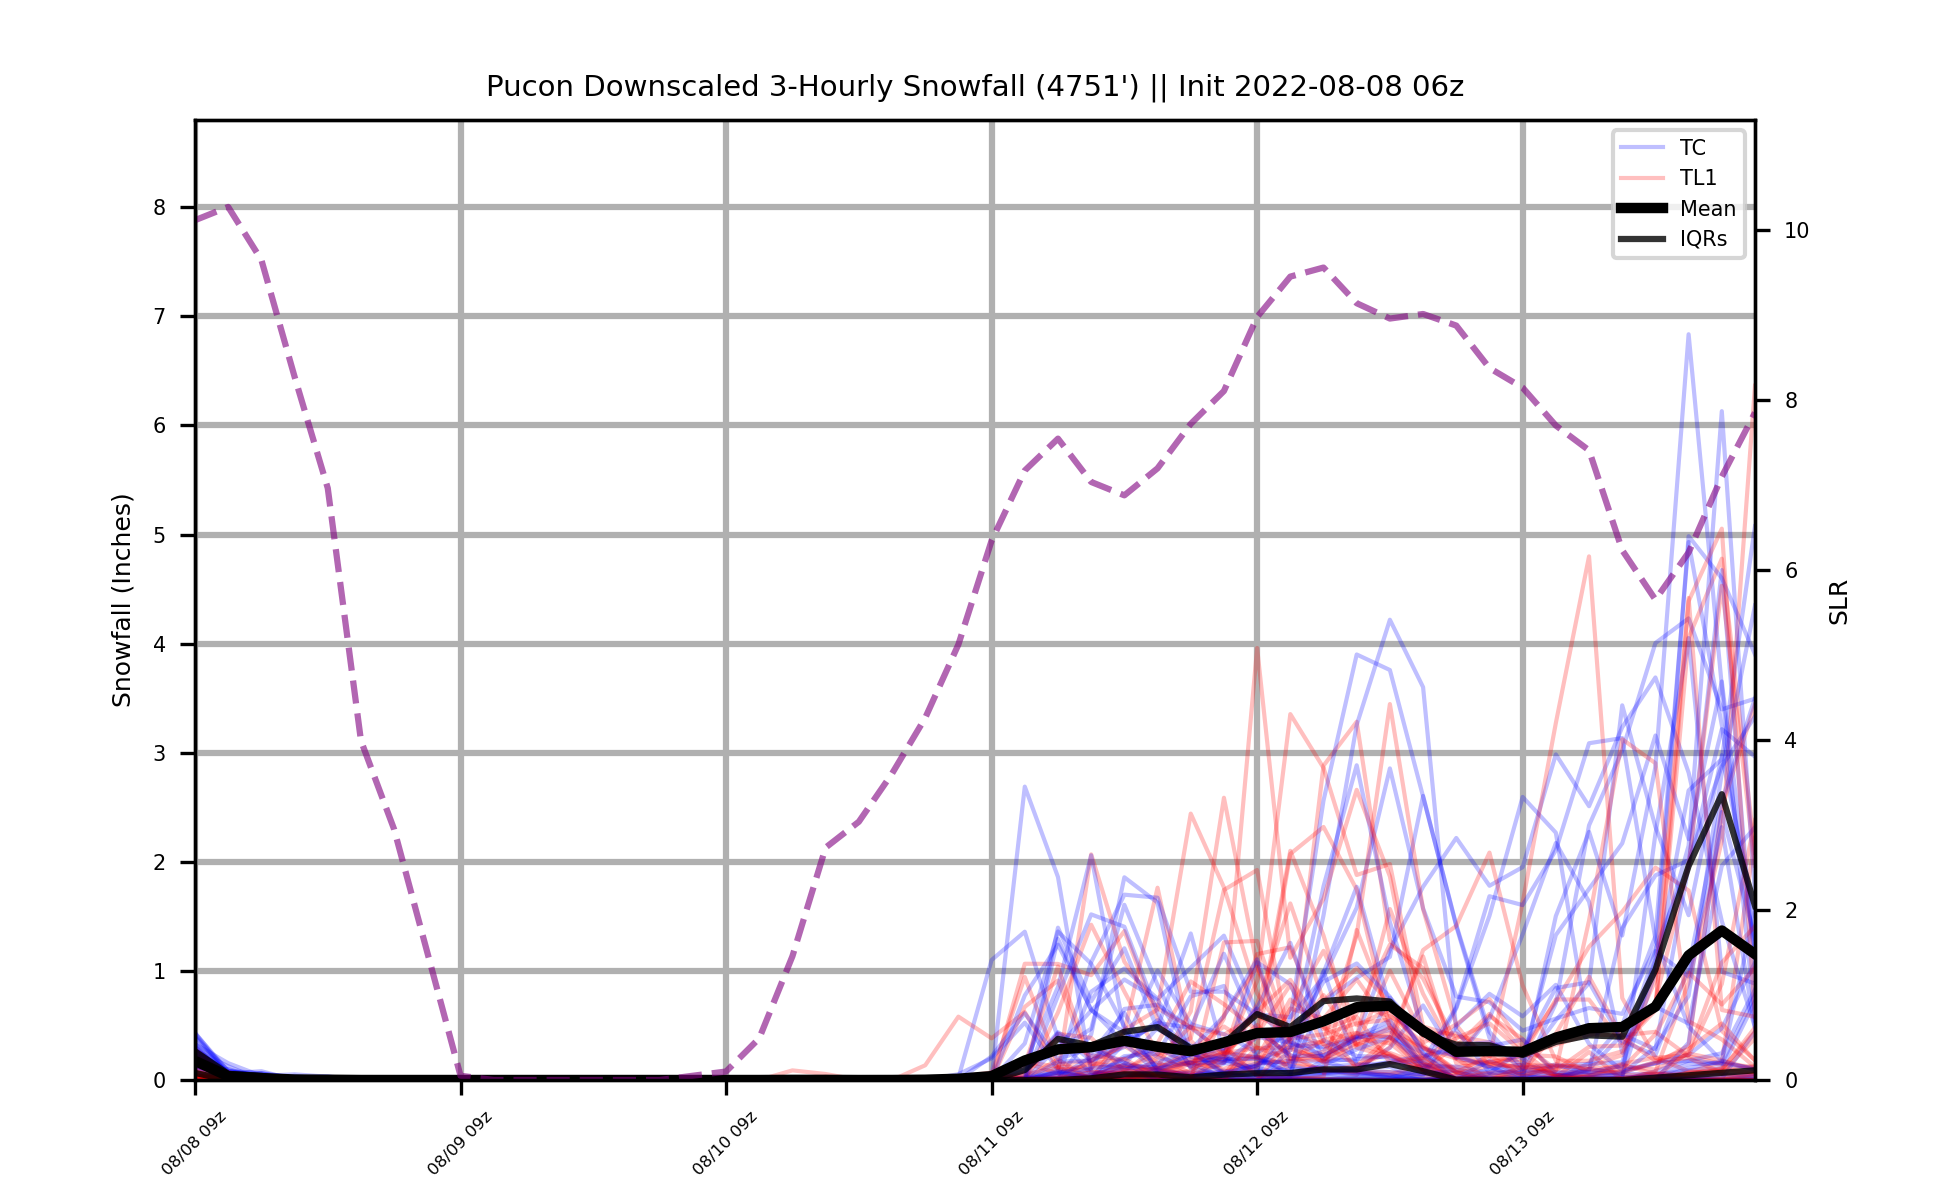 Pucon Downscaled 3-Hourly Snowfall (4751') || Init 2022-08-08 06z
TC
TL1
Mean
IQRs
8
7
6
5
4
3
2
1
0
Snowfall (Inches)
10
8
6
4
2
0
SLR
08/08 09z
08/09 09z
08/10 09z
08/11 09z
08/12 09z
08/13 09z